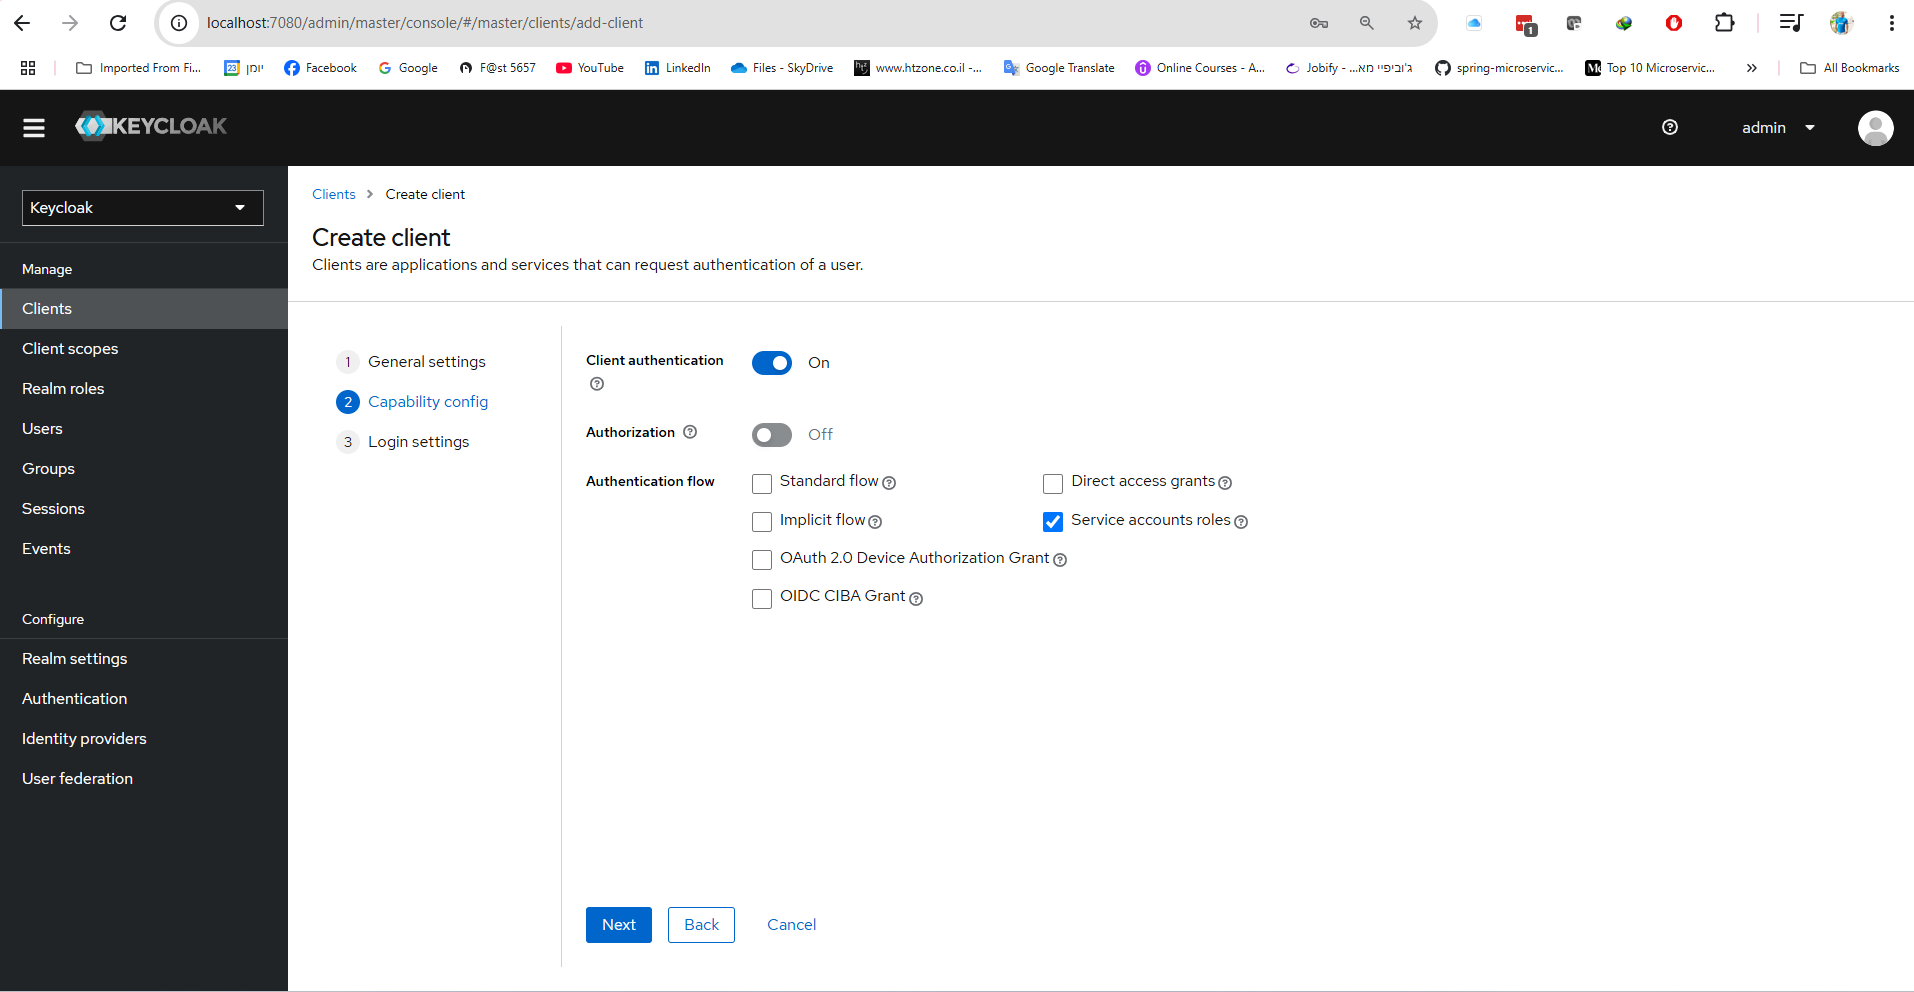 localhost:7080/admin/master/console/#/master/clients/add-client
1
Imported From Fi... 23 יומן Facebook Google F@st 5657 YouTube LinkedIn Files - SkyDrive www.htzone.co.il -... Google Translate Online Courses - A... Jobify - ...ג'וביפיי מא spring-microservic... Top 10 Microservic... » All Bookmarks
KEYCLOAK
admin
Keycloak
Manage
Clients
Client scopes
Realm roles
Users
Groups
Sessions
Events
Configure
Realm settings
Authentication
Identity providers
User federation
Clients > Create client
Create client
Clients are applications and services that can request authentication of a user.
1 General settings
2 Capability config
3 Login settings
Client authentication On
Authorization Off
Authentication flow
Standard flow Direct access grants
Implicit flow Service accounts roles
OAuth 2.0 Device Authorization Grant
OIDC CIBA Grant
Next Back Cancel